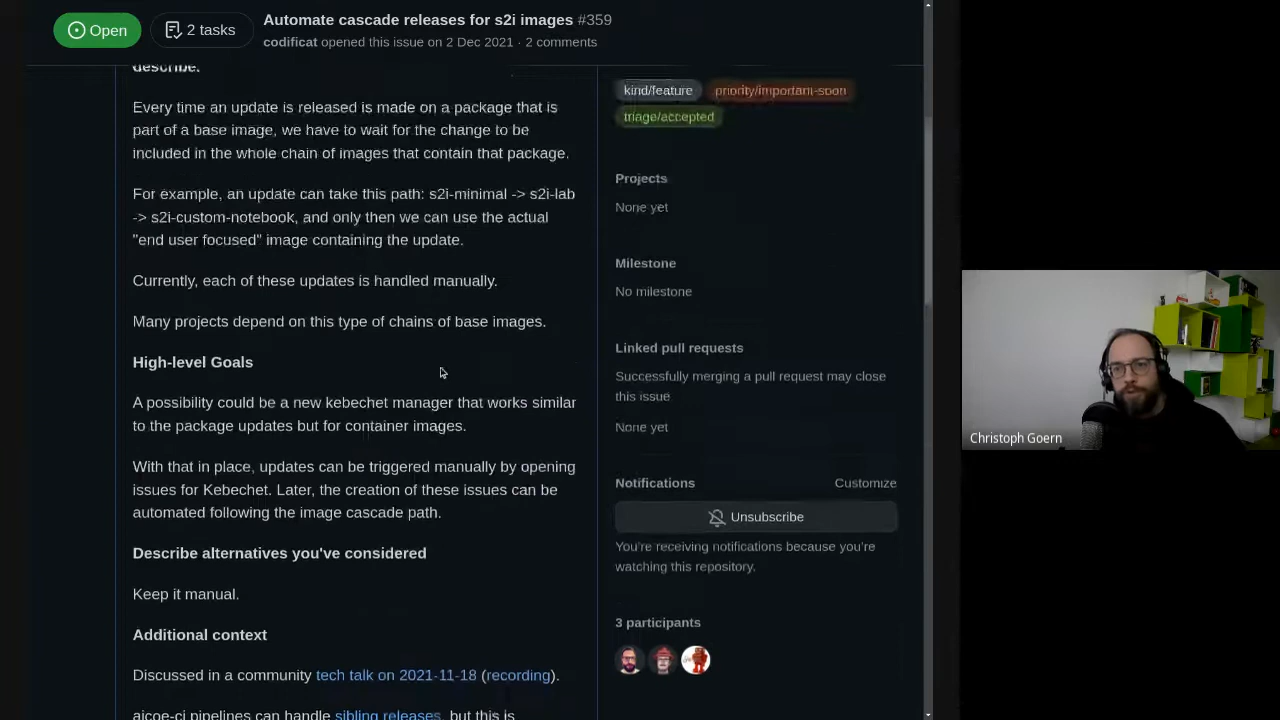 Open
2 tasks
Automate cascade releases for s2i images #359
codificat opened this issue on 2 Dec 2021 · 2 comments
describe.
Every time an update is released is made on a package that is
part of a base image, we have to wait for the change to be
included in the whole chain of images that contain that package.
For example, an update can take this path: s2i-minimal -> s2i-lab
-> s2i-custom-notebook, and only then we can use the actual
"end user focused" image containing the update.
Currently, each of these updates is handled manually.
Many projects depend on this type of chains of base images.
High-level Goals
A possibility could be a new kebechet manager that works similar
to the package updates but for container images.
With that in place, updates can be triggered manually by opening
issues for Kebechet. Later, the creation of these issues can be
automated following the image cascade path.
Describe alternatives you've considered
Keep it manual.
Additional context
Discussed in a community tech talk on 2021-11-18 (recording).
aicoe-ci pipelines can handle sibling releases, but this is
kind/feature
priority/important-soon
triage/accepted
Projects
None yet
Milestone
No milestone
Linked pull requests
Successfully merging a pull request may close
this issue
None yet
Notifications
Customize
Unsubscribe
You're receiving notifications because you're
watching this repository.
3 participants
Christoph Goern